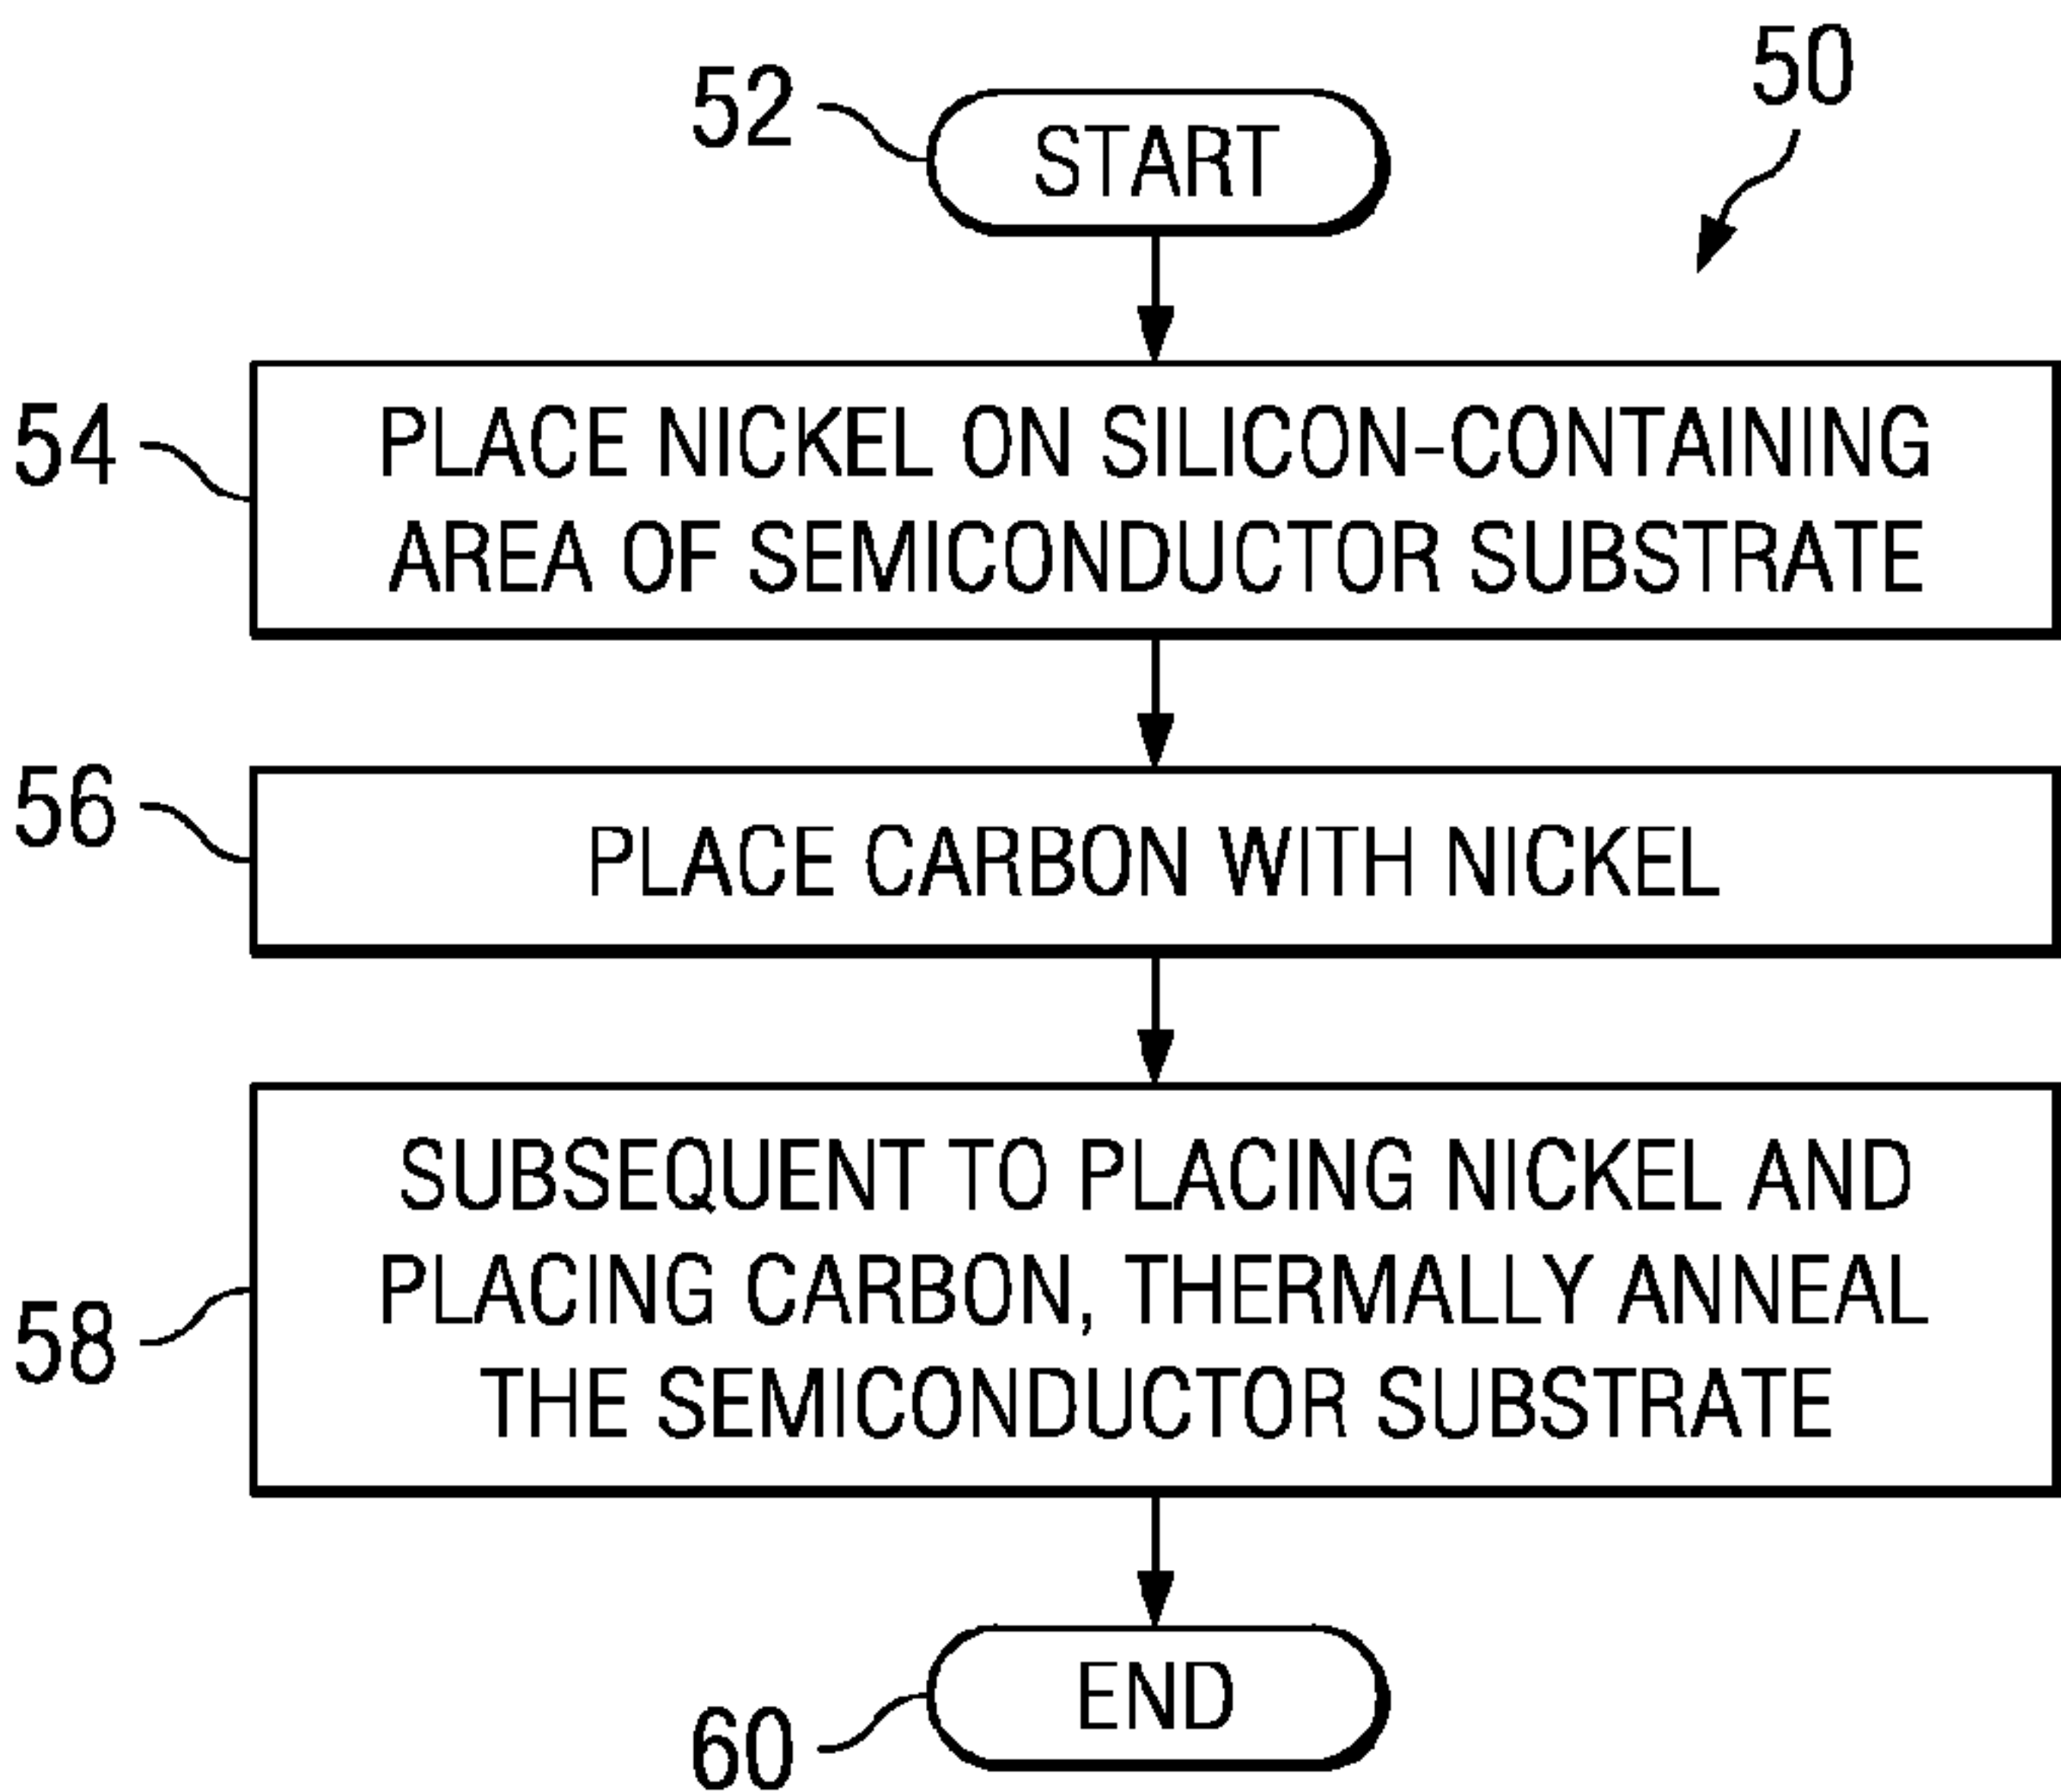 50
52
START
54
PLACE NICKEL ON SILICON-CONTAINING
AREA OF SEMICONDUCTOR SUBSTRATE
56
PLACE CARBON WITH NICKEL
58
SUBSEQUENT TO PLACING NICKEL AND
PLACING CARBON, THERMALLY ANNEAL
THE SEMICONDUCTOR SUBSTRATE
60
END